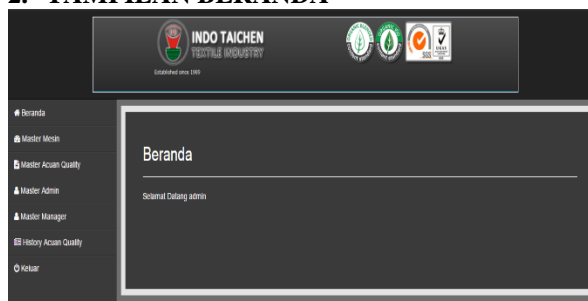 2. TAMPILAN BERANDA
INDO TAICHEN
TEXTILE INDUSTRY
Established since 1989
Beranda
Master Mesin
Master Acuan Quality
Master Admin
Master Manager
History Acuan Quality
Keluar
Beranda
Selamat Datang admin